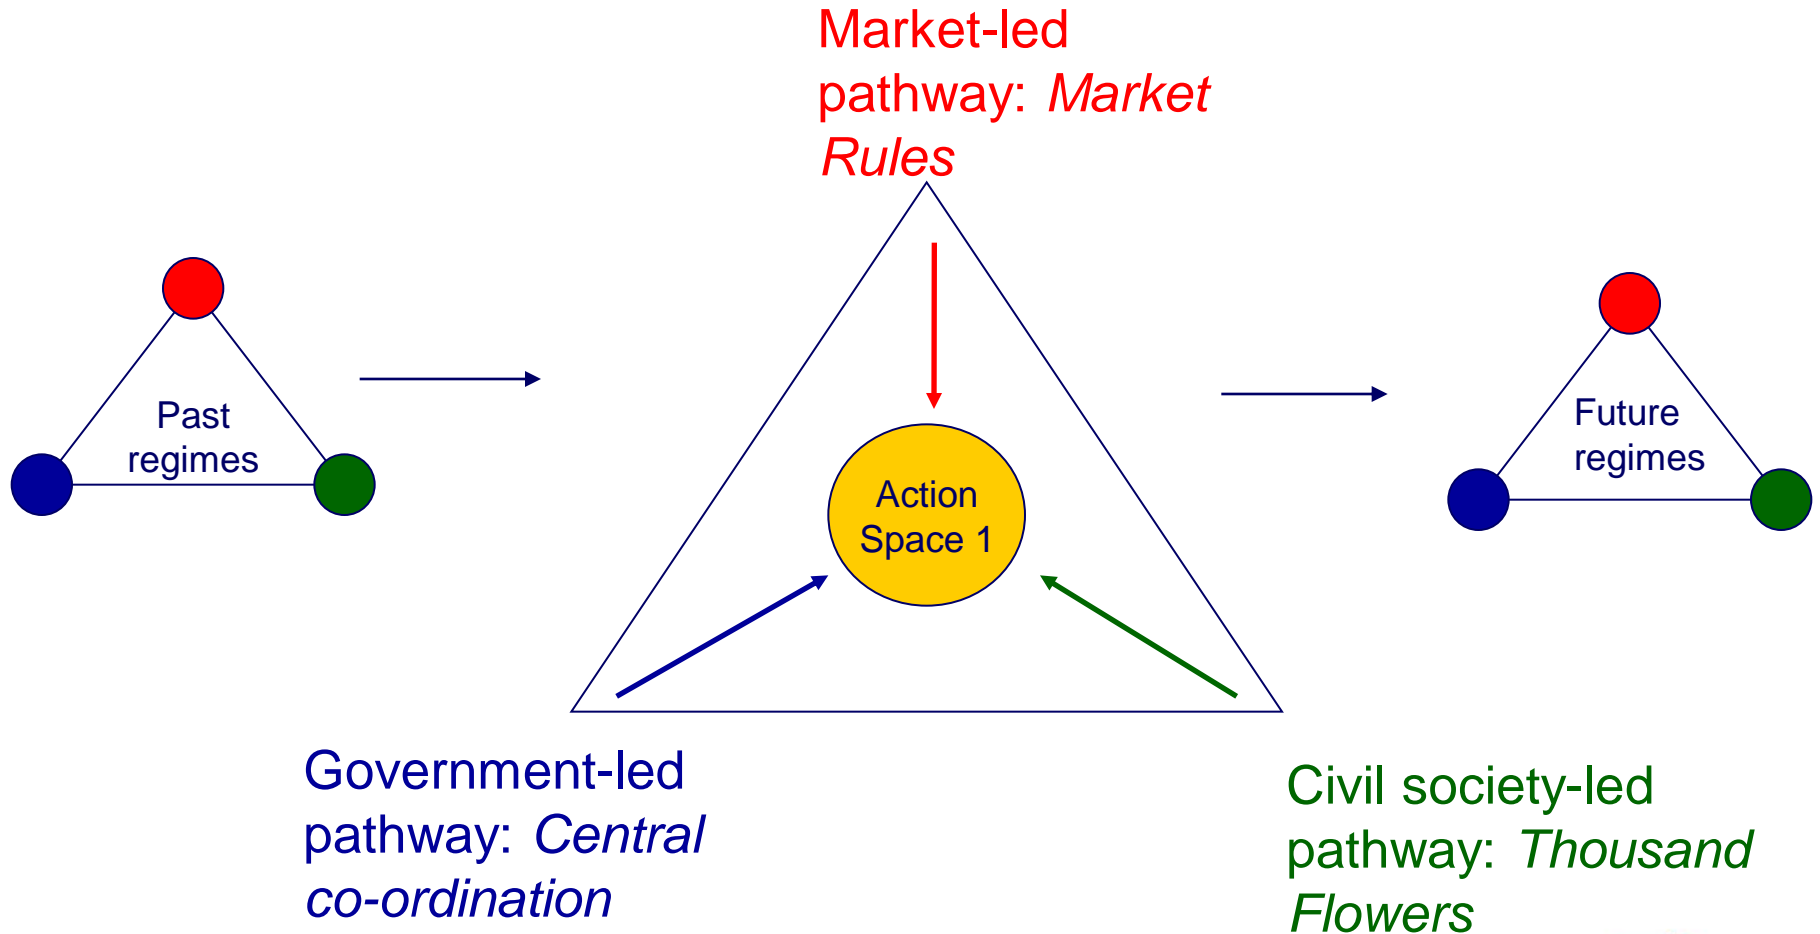 Market-led
pathway: Market
Rules
Past
regimes
Action
Space 1
Future
regimes
Government-led
pathway: Central
co-ordination
Civil society-led
pathway: Thousand
Flowers